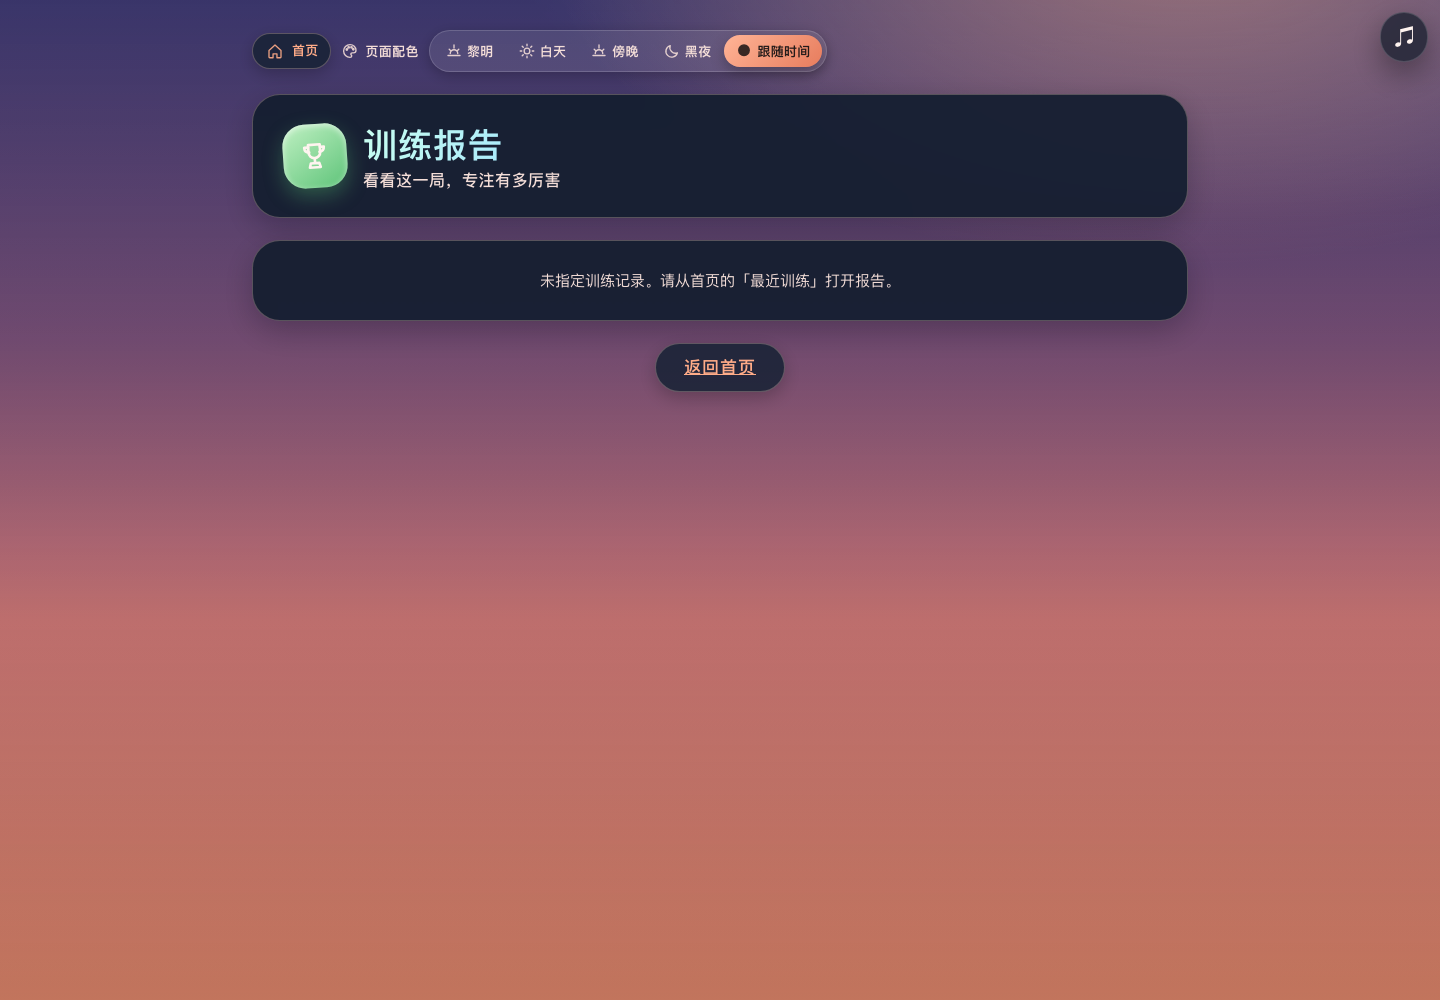 首页 页面配色 黎明 白天 傍晚 黑夜 跟随时间
训练报告
看看这一局，专注有多厉害
未指定训练记录。请从首页的「最近训练」打开报告。
返回首页